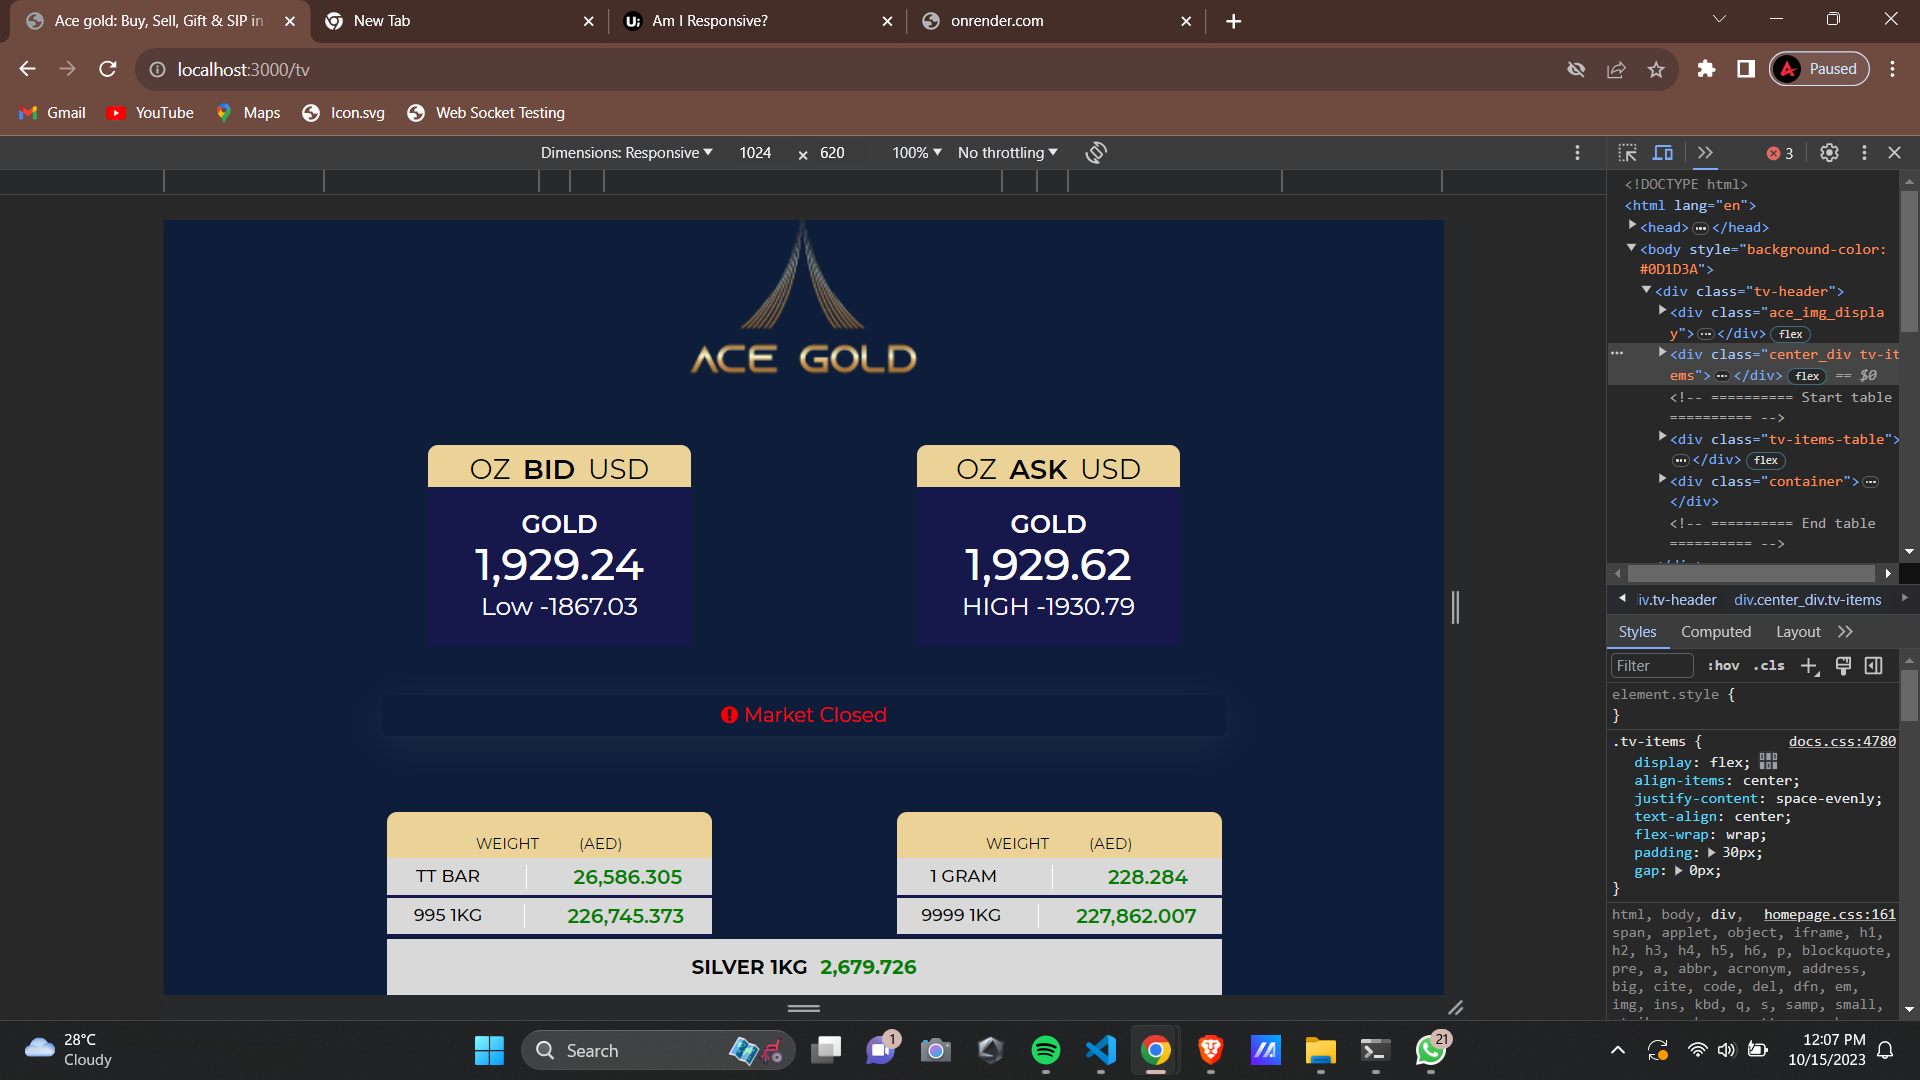 Ace gold: Buy, Sell, Gift & SIP in
New Tab
Am I Responsive?
onrender.com
localhost:3000/tv
Paused
Gmail
YouTube
Maps
Icon.svg
Web Socket Testing
Dimensions: Responsive
1024 x 620
100%
No throttling
3
ACE GOLD
OZ BID USD
GOLD
1,929.24
Low -1867.03
OZ ASK USD
GOLD
1,929.62
HIGH -1930.79
Market Closed
WEIGHT (AED)
TT BAR 26,586.305
995 1KG 226,745.373
WEIGHT (AED)
1 GRAM 228.284
9999 1KG 227,862.007
SILVER 1KG 2,679.726
<!DOCTYPE html>
<html lang="en">
<head> ••• </head>
<body style="background-color:
#0D1D3A">
<div class="tv-header">
<div class="ace_img_displa
y"> ••• </div> flex
••• <div class="center_div tv-it
ems"> ••• </div> flex == $0
<!-- ========== Start table
========== -->
<div class="tv-items-table">
••• </div> flex
<div class="container"> •••
</div>
<!-- ========== End table
========== -->
iv.tv-header div.center_div.tv-items
Styles Computed Layout
Filter :hov .cls
element.style {
}
.tv-items { docs.css:4780
display: flex;
align-items: center;
justify-content: space-evenly;
text-align: center;
flex-wrap: wrap;
padding: 30px;
gap: 0px;
}
html, body, div, homepage.css:161
span, applet, object, iframe, h1,
h2, h3, h4, h5, h6, p, blockquote,
pre, a, abbr, acronym, address,
big, cite, code, del, dfn, em,
img, ins, kbd, q, s, samp, small,
28°C
Cloudy
Search
1
21
12:07 PM
10/15/2023